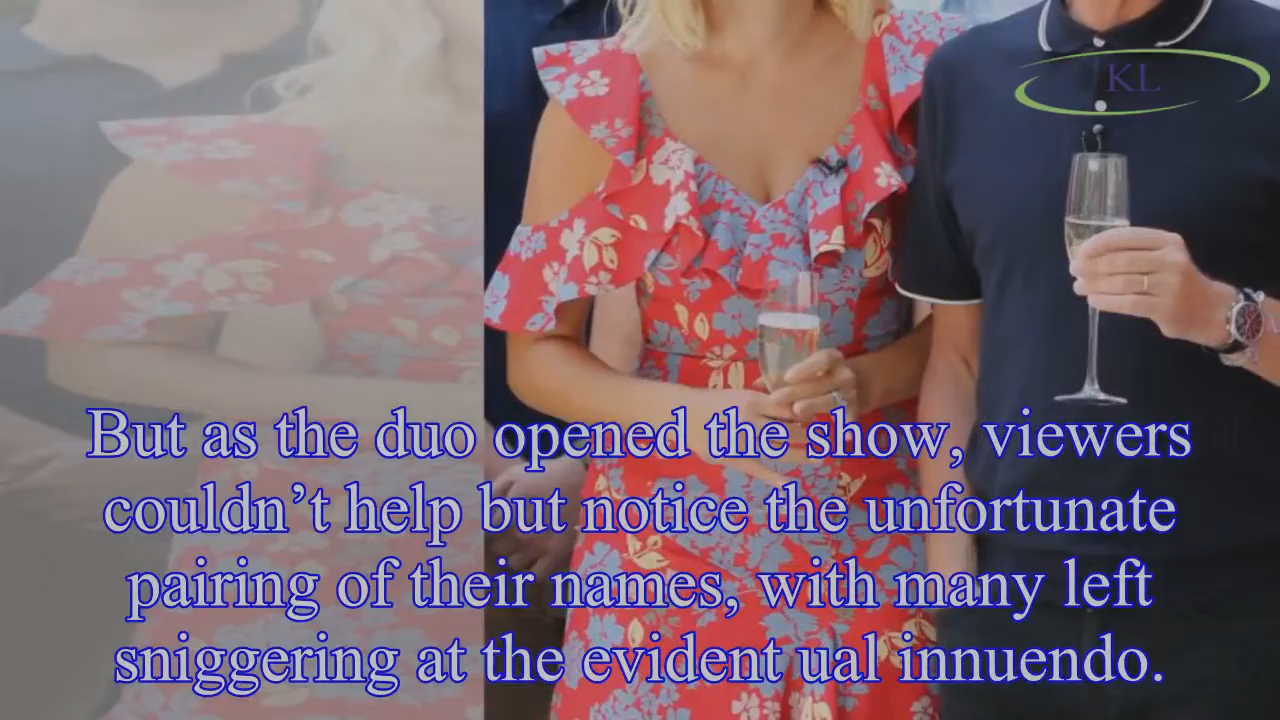 KL
But as the duo opened the show, viewers
couldn’t help but notice the unfortunate
pairing of their names, with many left
sniggering at the evident ual innuendo.